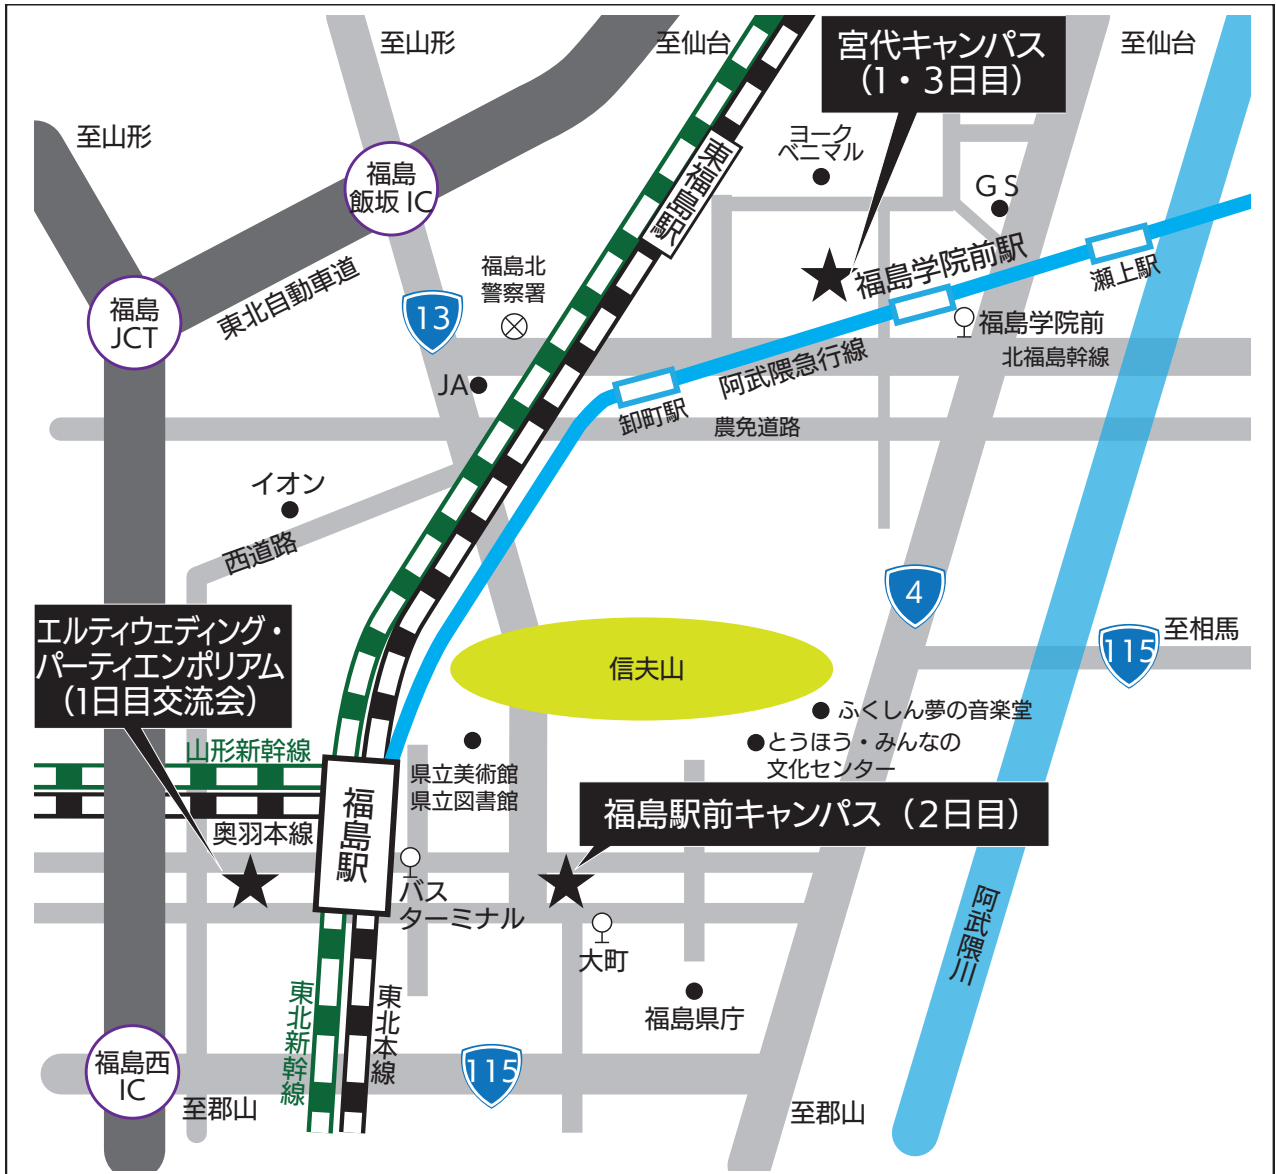 至山形
至仙台
宮代キャンパス
（1・3日目）
至仙台
至山形
ヨーク
ベニマル
福島
飯坂 IC
東福島駅
GS
福島学院前駅
瀬上駅
福島北
警察署
東北自動車道
福島
JCT
13
福島学院前
北福島幹線
阿武隈急行線
JA
卸町駅
農免道路
イオン
西道路
4
エルティウェディング・
パーティエンポリアム
（1日目交流会）
信夫山
115
至相馬
ふくしん夢の音楽堂
とうほう・みんなの
文化センター
山形新幹線
県立美術館
県立図書館
福島駅前キャンパス（2日目）
福島駅
奥羽本線
バス
ターミナル
大町
阿武隈川
福島県庁
東北新幹線
東北本線
福島西
IC
115
至郡山
至郡山